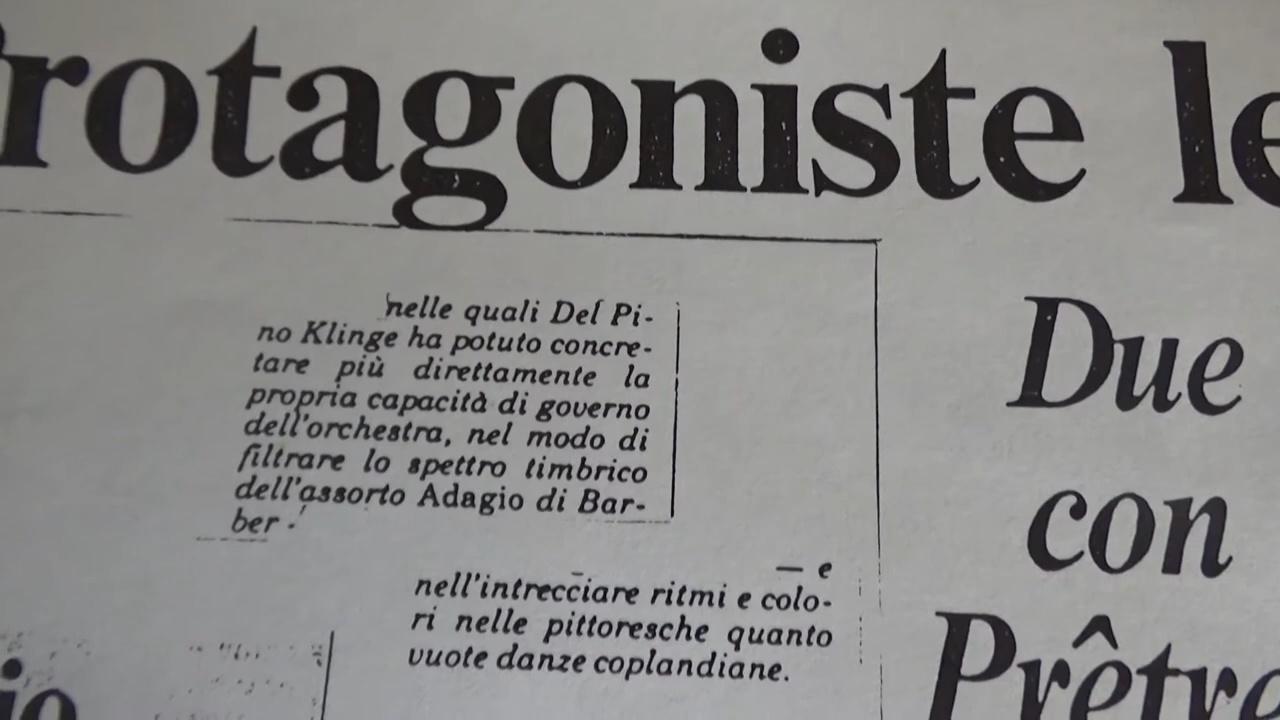 rotagoniste le
nelle quali Del Pi-
no Klinge ha potuto concre-
tare più direttamente la
propria capacità di governo
dell'orchestra, nel modo di
filtrare lo spettro timbrico
dell'assorto Adagio di Bar-
ber.
— e
nell'intrecciare ritmi e colo-
ri nelle pittoresche quanto
vuote danze coplandiane.
Due
con
Prêtre
io